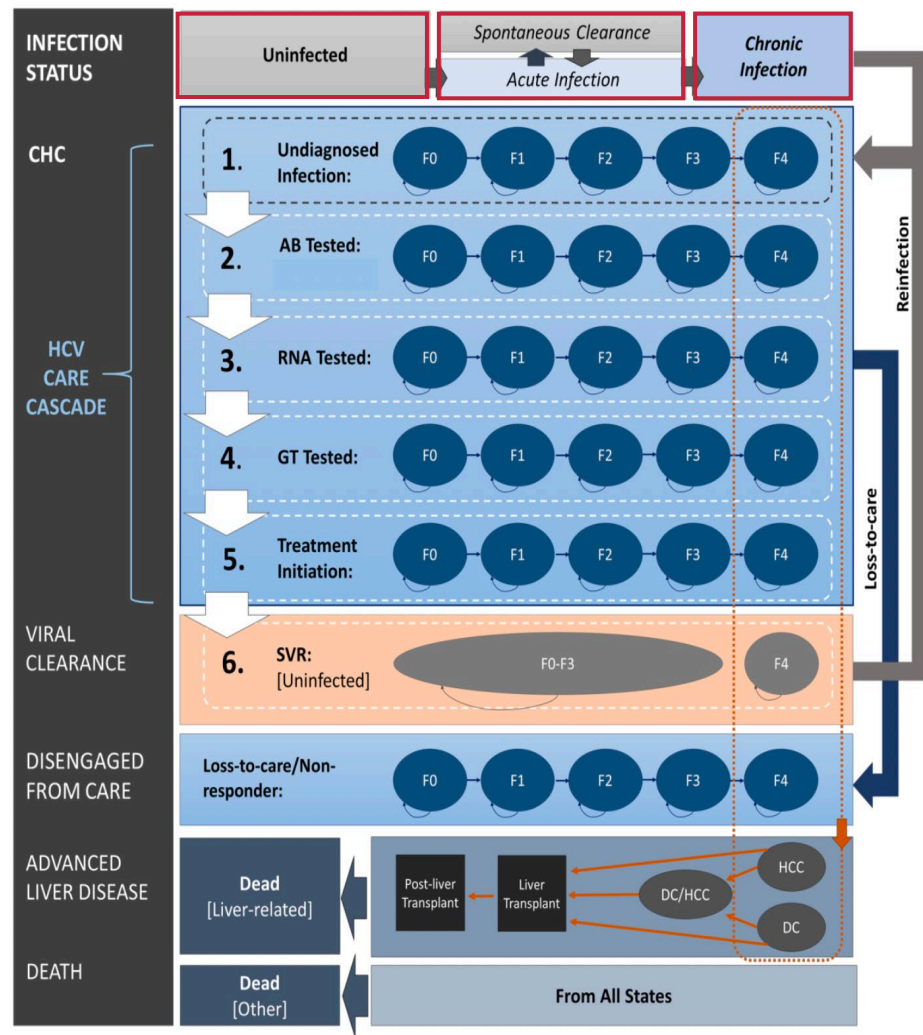 INFECTION
STATUS
Uninfected
Spontaneous Clearance
Acute Infection
Chronic
Infection
CHC
1. Undiagnosed
Infection:
F0 F1 F2 F3 F4
2. AB Tested:
F0 F1 F2 F3 F4
HCV
CARE
CASCADE
3. RNA Tested:
F0 F1 F2 F3 F4
4. GT Tested:
F0 F1 F2 F3 F4
5. Treatment
Initiation:
F0 F1 F2 F3 F4
Reinfection
Loss-to-care
VIRAL
CLEARANCE
6. SVR:
[Uninfected]
F0-F3 F4
DISENGAGED
FROM CARE
Loss-to-care/Non-
responder:
F0 F1 F2 F3 F4
ADVANCED
LIVER DISEASE
Dead
[Liver-related]
Post-liver
Transplant
Liver
Transplant
DC/HCC
HCC
DC
DEATH
Dead
[Other]
From All States